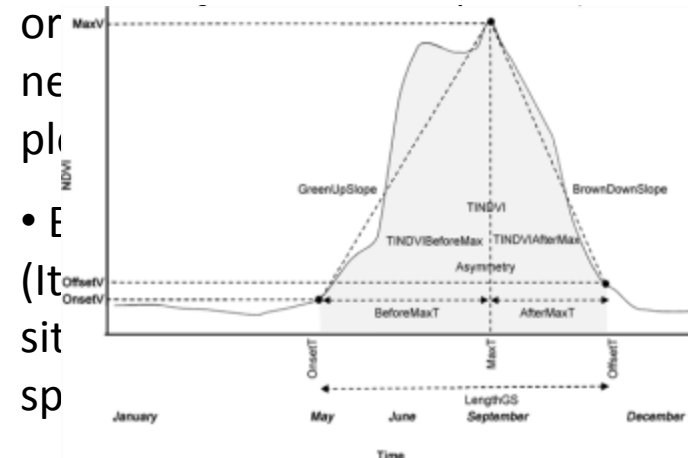 or
ne
ple
• E
(It
sit
sp
MaxV
NDVI
GreenUpSlope
BrownDownSlope
TINDVI
TINDVIBeforeMax
TINDVIAfterMax
Asymmetry
OffsetV
OnsetV
BeforeMaxT
AfterMaxT
OnsetT
MaxT
OffsetT
LengthGS
January
May
June
September
December
Time